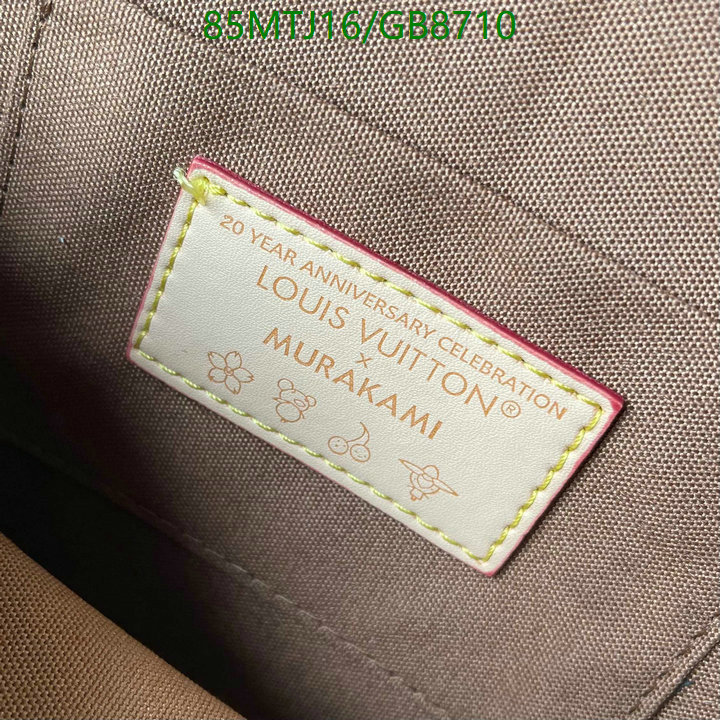 85MTJ16/GB8710
20 YEAR ANNIVERSARY CELEBRATION
LOUIS VUITTON®
×
MURAKAMI